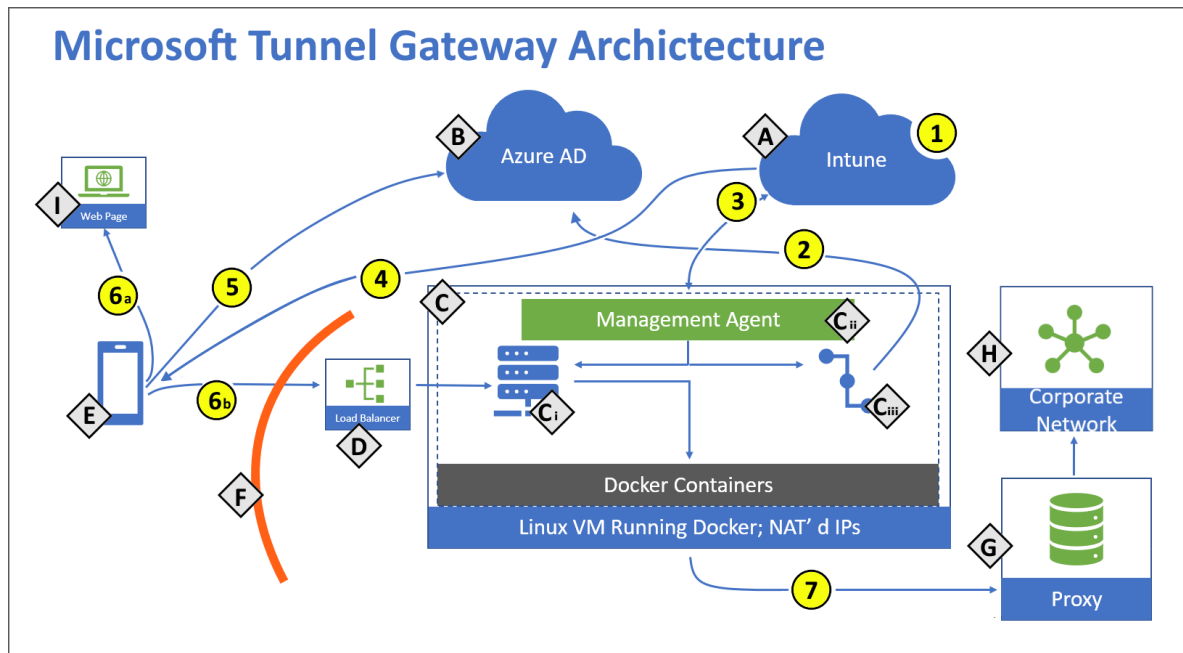 Microsoft Tunnel Gateway Archictecture
B
Azure AD
A
Intune
1
I
Web Page
3
2
6a
5
4
C
Management Agent
Cii
H
Corporate
Network
E
6b
Load Balancer
D
Ci
Ciii
F
Docker Containers
Linux VM Running Docker; NAT' d IPs
G
Proxy
7